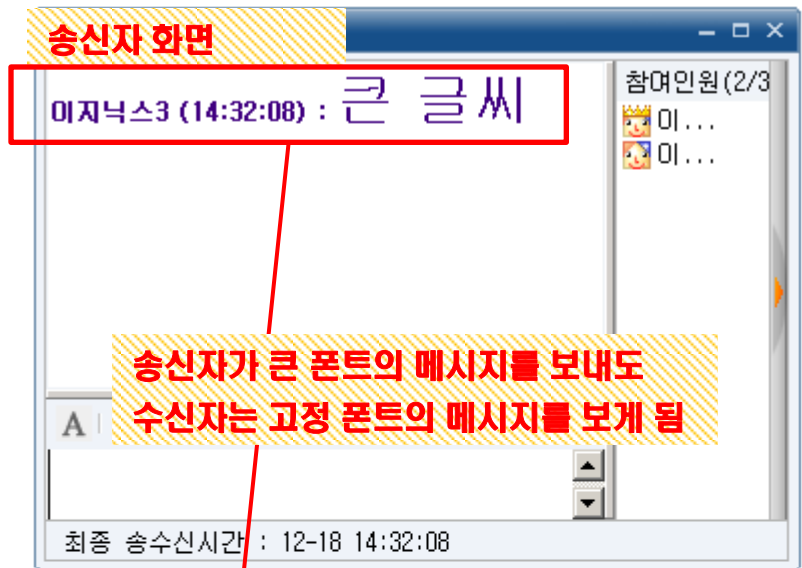 송신자 화면
이지닉스3 (14:32:08) : 큰 글씨
참여인원(2/3
이...
이...
송신자가 큰 폰트의 메시지를 보내도
수신자는 고정 폰트의 메시지를 보게 됨
A
최종 송수신시간 : 12-18 14:32:08